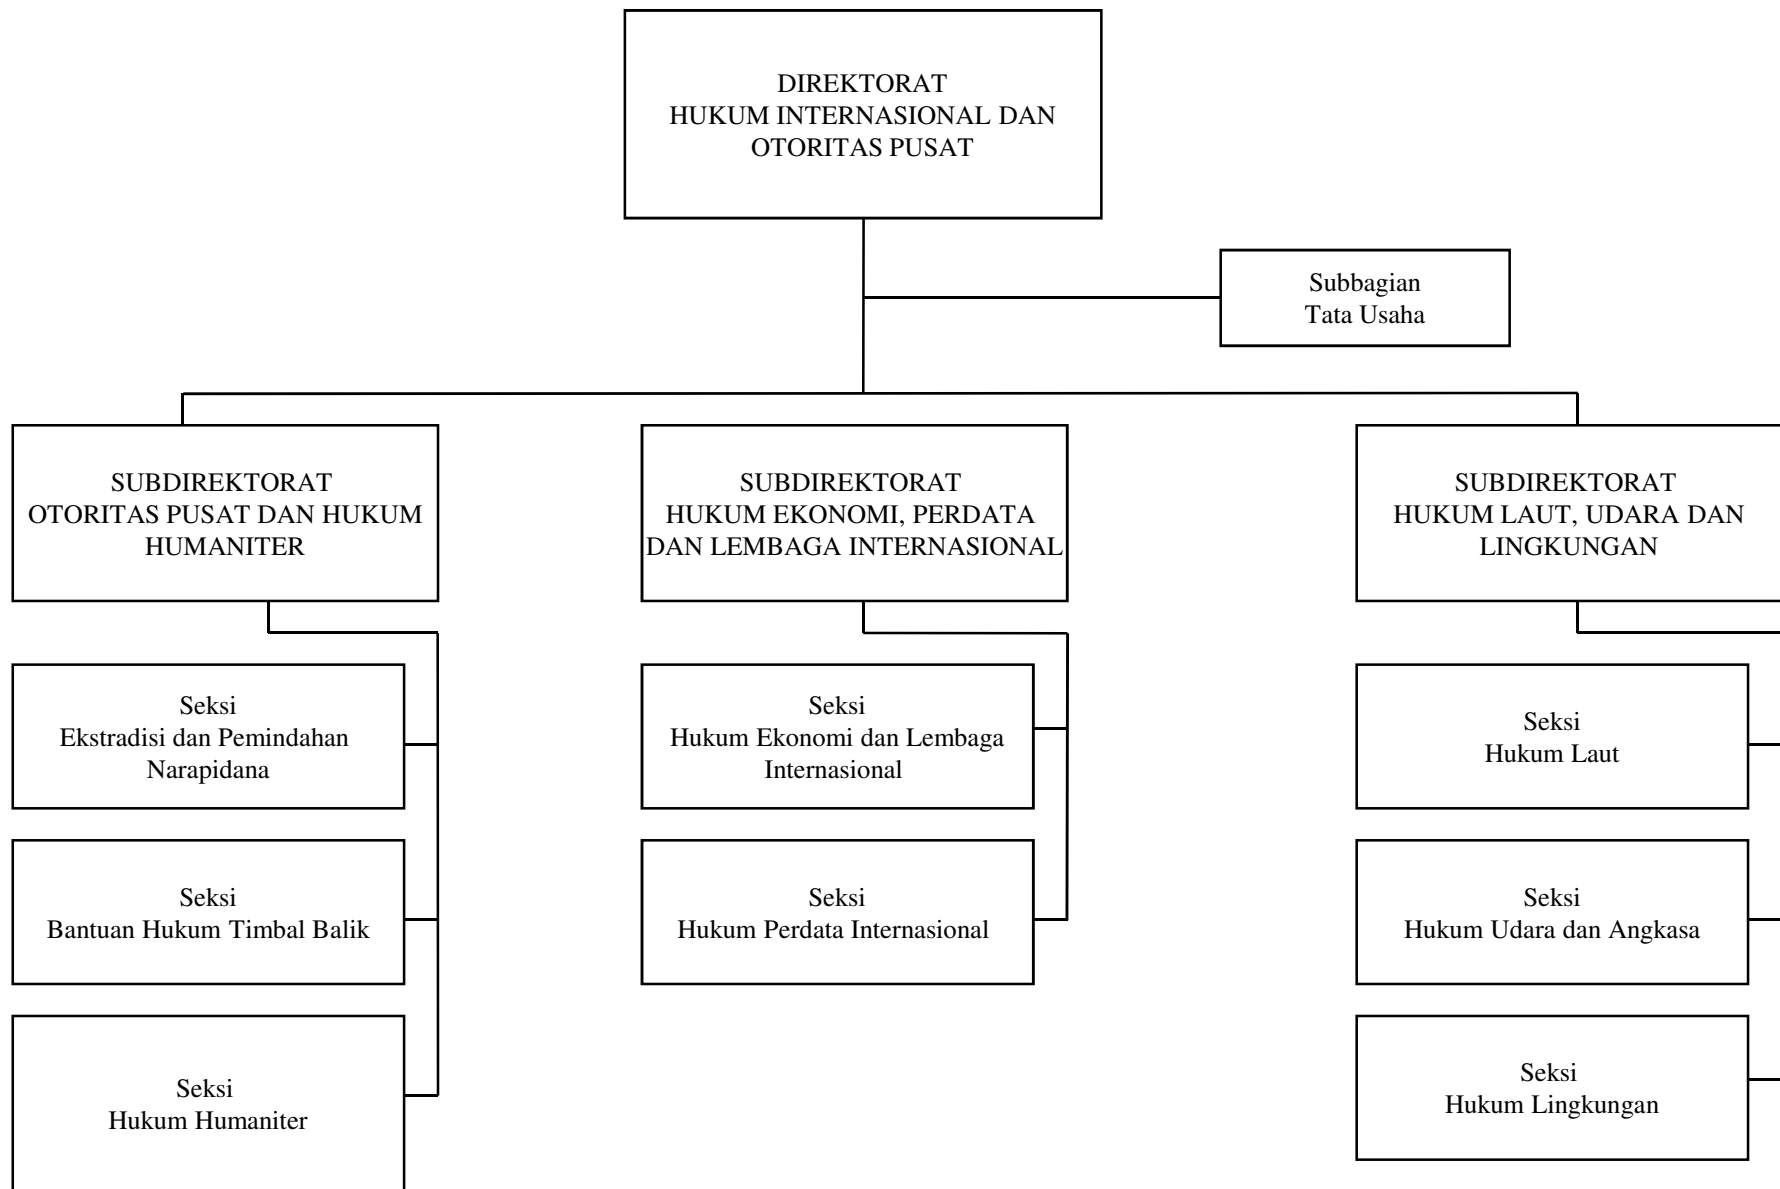 DIREKTORAT
HUKUM INTERNASIONAL DAN
OTORITAS PUSAT
Subbagian
Tata Usaha
SUBDIREKTORAT
OTORITAS PUSAT DAN HUKUM
HUMANITER
SUBDIREKTORAT
HUKUM EKONOMI, PERDATA
DAN LEMBAGA INTERNASIONAL
SUBDIREKTORAT
HUKUM LAUT, UDARA DAN
LINGKUNGAN
Seksi
Ekstradisi dan Pemindahan
Narapidana
Seksi
Hukum Ekonomi dan Lembaga
Internasional
Seksi
Hukum Laut
Seksi
Bantuan Hukum Timbal Balik
Seksi
Hukum Perdata Internasional
Seksi
Hukum Udara dan Angkasa
Seksi
Hukum Humaniter
Seksi
Hukum Lingkungan